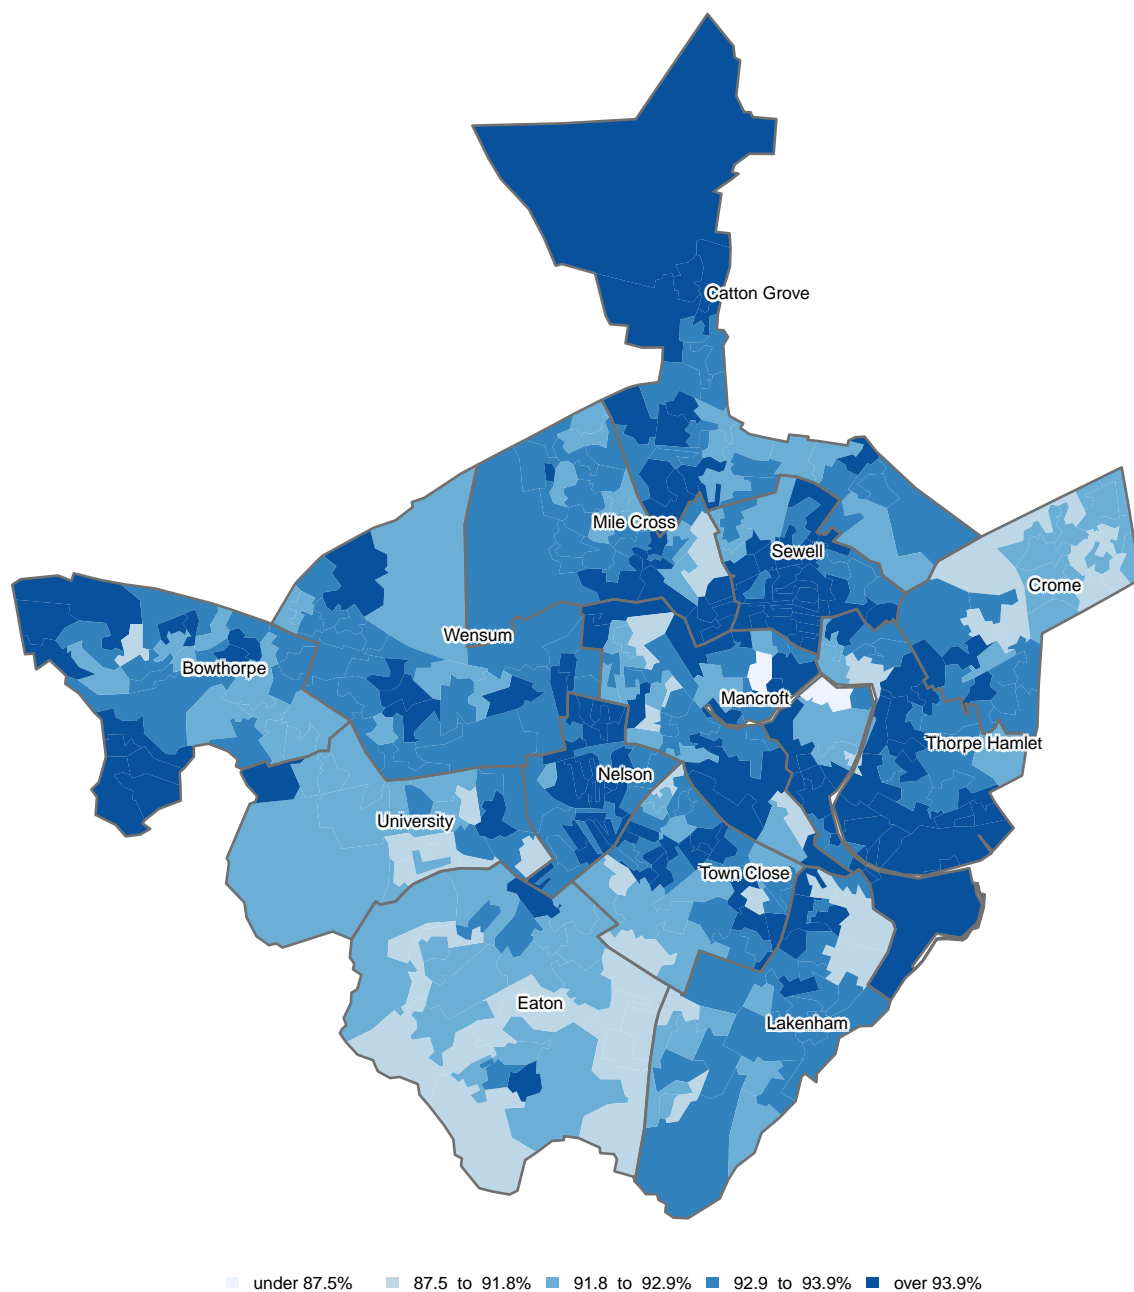 Catton Grove
Mile Cross
Sewell
Crome
Wensum
Bowthorpe
Mancroft
Thorpe Hamlet
Nelson
University
Town Close
Eaton
Lakenham
under 87.5% 87.5 to 91.8% 91.8 to 92.9% 92.9 to 93.9% over 93.9%